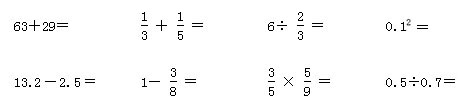 63+29= 1/3 + 1/5 = 6÷ 2/3 = 0.1² =
13.2-2.5= 1- 3/8 = 3/5 × 5/9 = 0.5÷0.7=